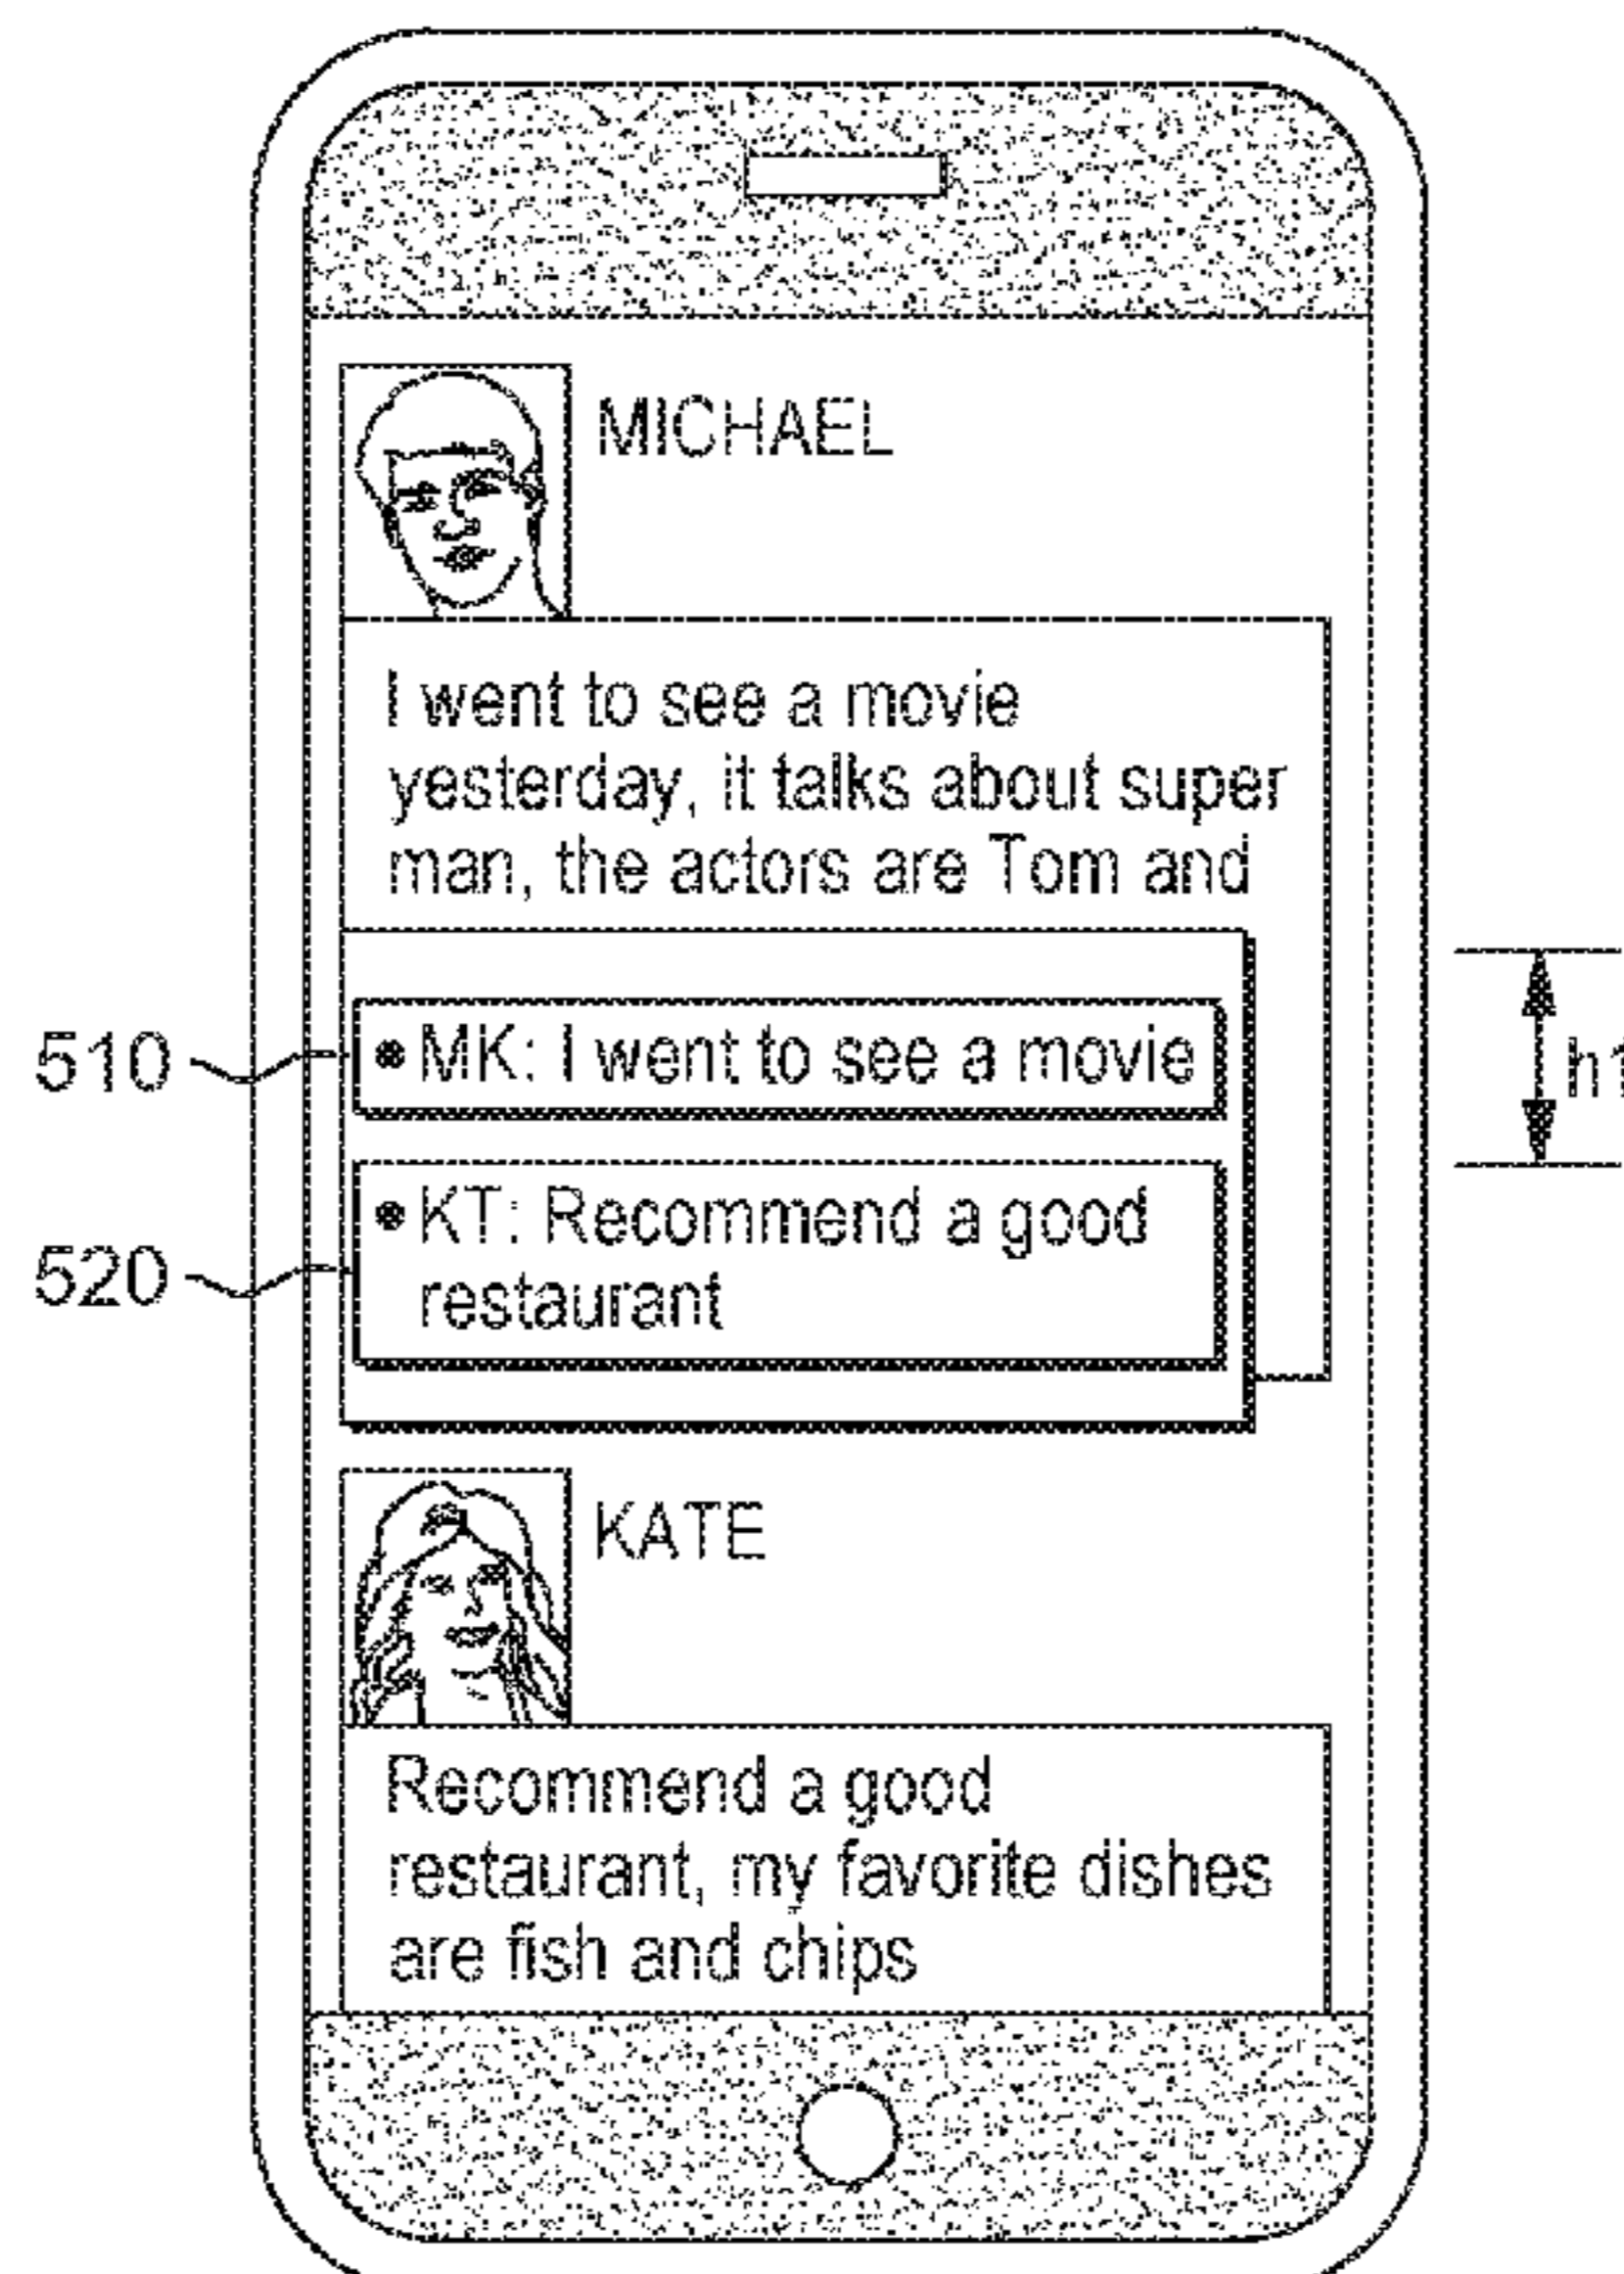 MICHAEL
I went to see a movie
yesterday, it talks about super
man, the actors are Tom and
510
MK: I went to see a movie
h1
KT: Recommend a good
520
restaurant
KATE
Recommend a good
restaurant, my favorite dishes
are fish and chips